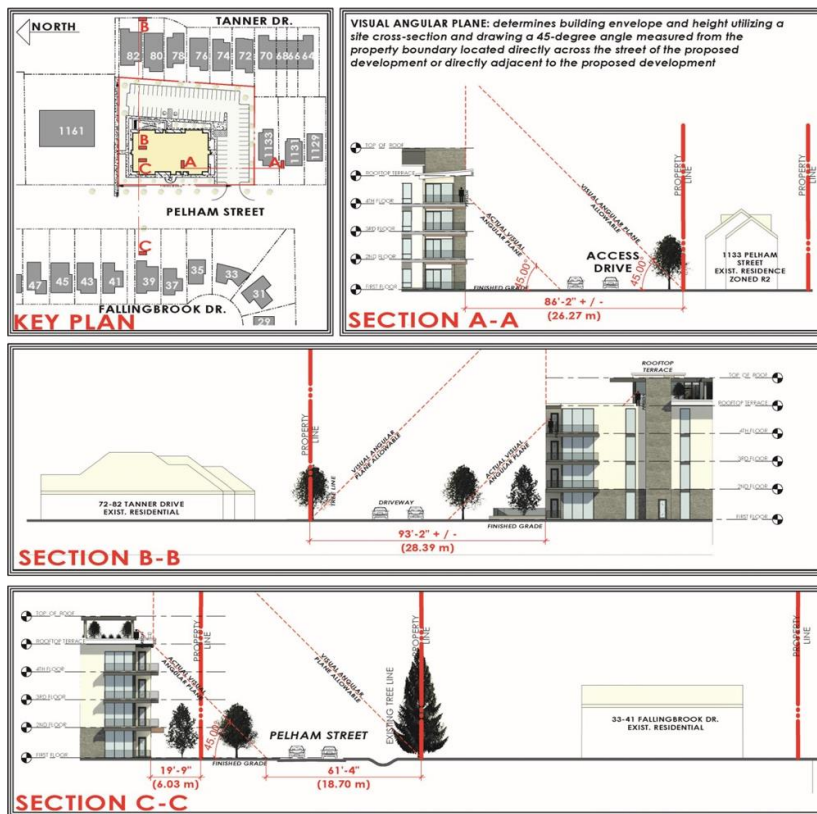 NORTH
TANNER DR.
B
82 80 78 76 74 72 70 68 66 64
1161
B
C
A A
1133
1131
1129
PELHAM STREET
C
47 45 43 41 39 37 35 33 31
FALLINGBROOK DR.
29
KEY PLAN
VISUAL ANGULAR PLANE: determines building envelope and height utilizing a
site cross-section and drawing a 45-degree angle measured from the
property boundary located directly across the street of the proposed
development or directly adjacent to the proposed development
TOP OF ROOF
ROOFTOP TERRACE
4TH FLOOR
3RD FLOOR
2ND FLOOR
FIRST FLOOR
ACTUAL VISUAL
ANGULAR PLANE
VISUAL ANGULAR PLANE
ALLOWABLE
PROPERTY
LINE
PROPERTY
LINE
45.00°
45.00°
ACCESS
DRIVE
1133 PELHAM
STREET
EXIST. RESIDENCE
ZONED R2
FINISHED GRADE
86'-2" + / -
(26.27 m)
SECTION A-A
ROOFTOP
TERRACE
TOP OF ROOF
ROOFTOP TERRACE
4TH FLOOR
3RD FLOOR
2ND FLOOR
FIRST FLOOR
PROPERTY
LINE
VISUAL ANGULAR
PLANE ALLOWABLE
ACTUAL VISUAL
ANGULAR PLANE
TREE LINE
DRIVEWAY
72-82 TANNER DRIVE
EXIST. RESIDENTIAL
FINISHED GRADE
93'-2" + / -
(28.39 m)
SECTION B-B
TOP OF ROOF
ROOFTOP TERRACE
4TH FLOOR
3RD FLOOR
2ND FLOOR
FIRST FLOOR
ACTUAL VISUAL
ANGULAR PLANE
PROPERTY
LINE
VISUAL ANGULAR
PLANE ALLOWABLE
EXISTING TREE LINE
PROPERTY
LINE
PROPERTY
LINE
45.00°
PELHAM STREET
33-41 FALLINGBROOK DR.
EXIST. RESIDENTIAL
FINISHED GRADE
19'-9"
(6.03 m)
61'-4"
(18.70 m)
SECTION C-C